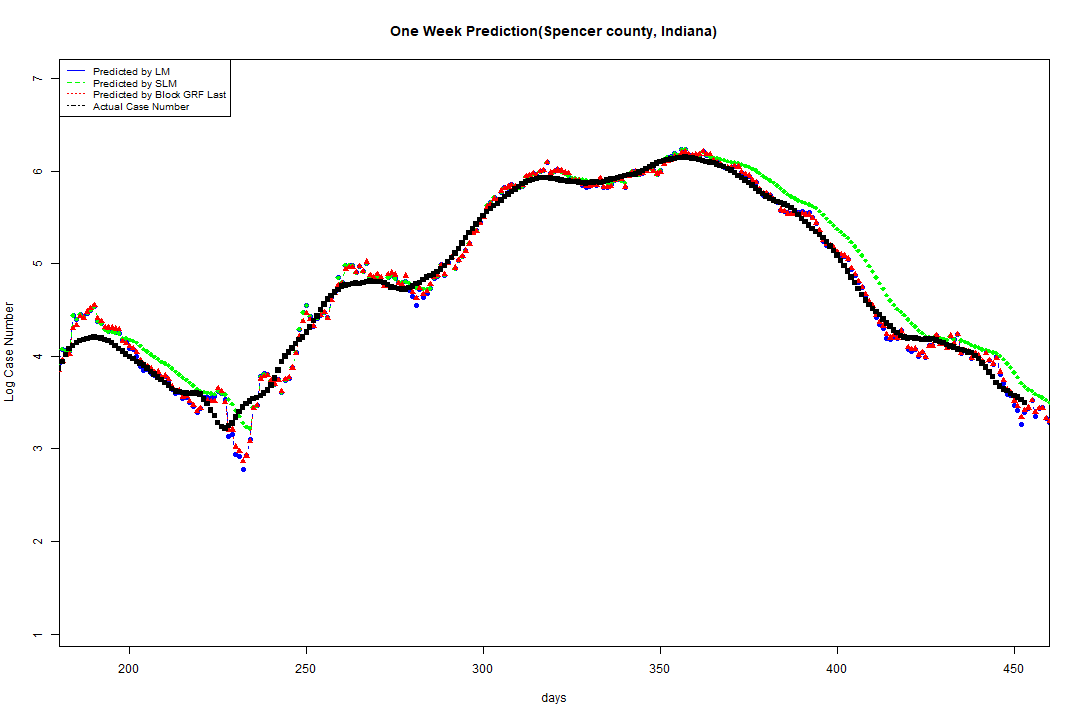 One Week Prediction(Spencer county, Indiana)
Predicted by LM
Predicted by SLM
Predicted by Block GRF Last
Actual Case Number
7
6
5
4
3
2
1
Log Case Number
200 250 300 350 400 450
days